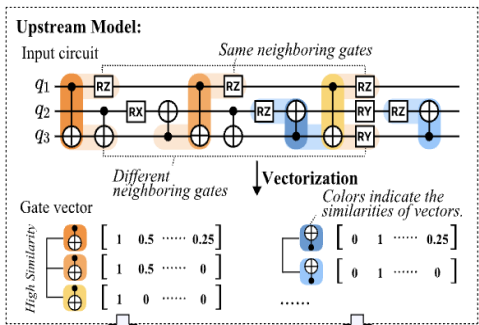 Upstream Model:
Input circuit
Same neighboring gates
q1 RZ RZ RZ
q2 RX RZ RY RZ
q3 RY
Different
neighboring gates
Vectorization
Gate vector
Colors indicate the
similarities of vectors.
High Similarity
[ 1 0.5 ...... 0.25 ] [ 0 1 ...... 0.25 ]
[ 1 0.5 ...... 0 ] [ 0 1 ...... 0 ]
[ 1 0 ...... 0 ] ......